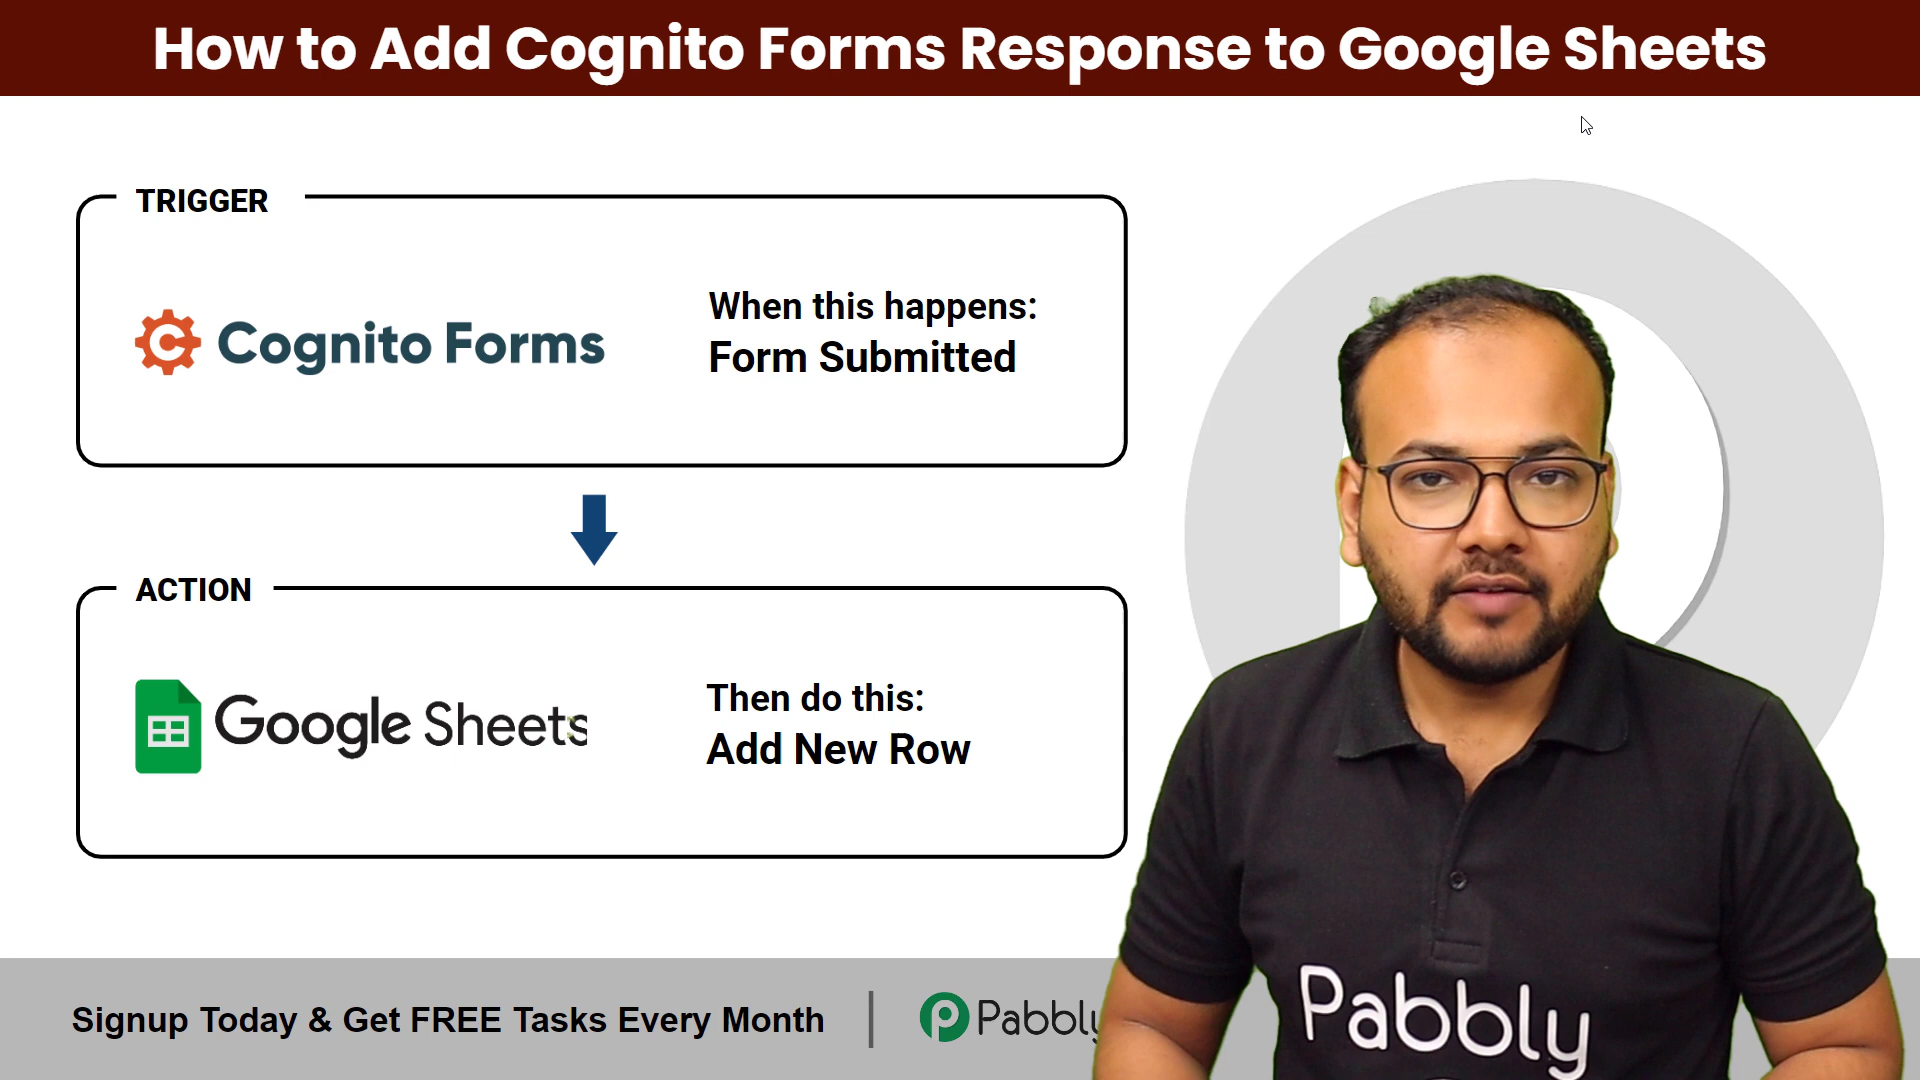 How to Add Cognito Forms Response to Google Sheets
TRIGGER
Cognito Forms
When this happens:
Form Submitted
ACTION
Google Sheets
Then do this:
Add New Row
Signup Today & Get FREE Tasks Every Month
Pabbly
Pabbly